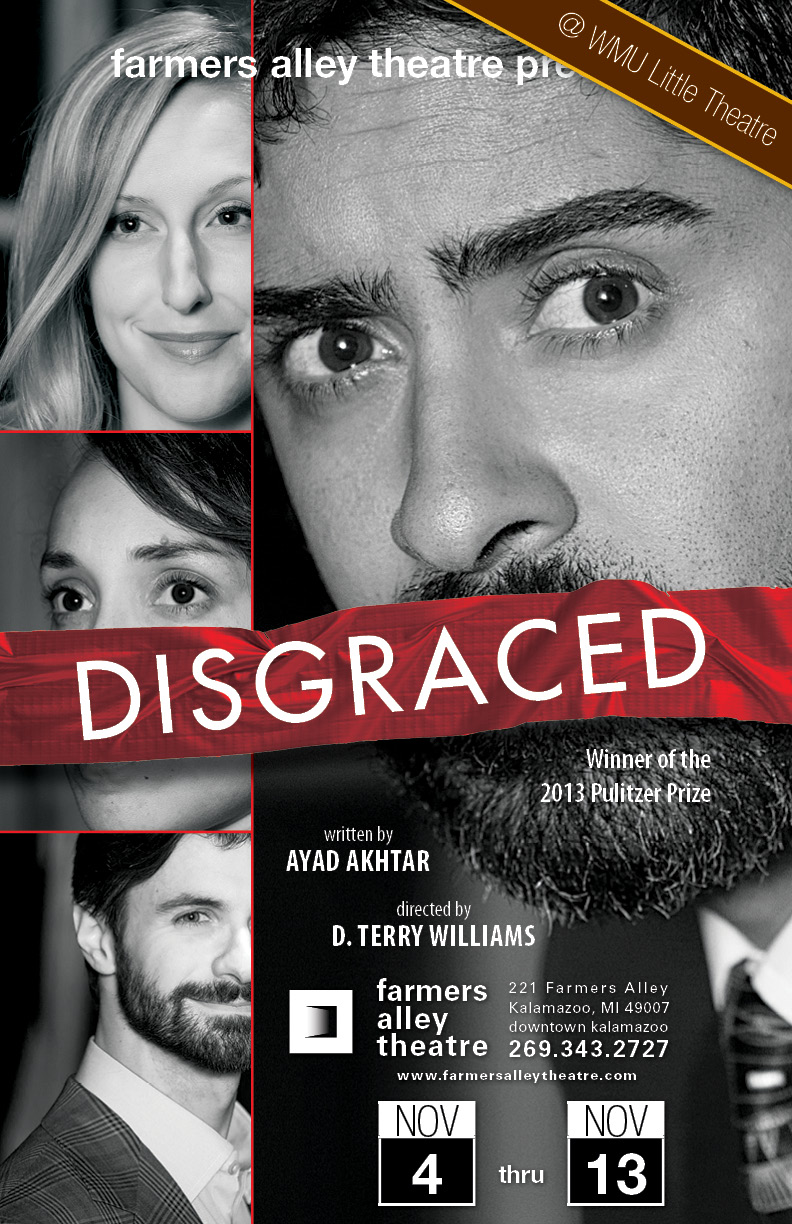 farmers alley theatre pre
@ WMU Little Theatre
DISGRACED
Winner of the
2013 Pulitzer Prize
written by
AYAD AKHTAR
directed by
D. TERRY WILLIAMS
farmers
alley
theatre
221 Farmers Alley
Kalamazoo, MI 49007
downtown kalamazoo
269.343.2727
www.farmersalleytheatre.com
NOV
4
thru
NOV
13